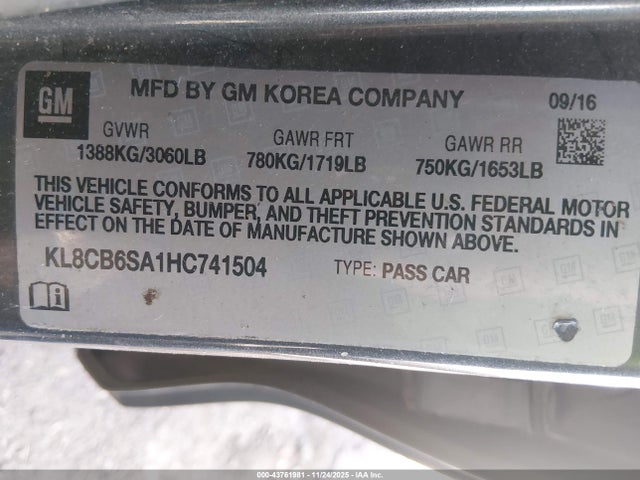 GM
MFD BY GM KOREA COMPANY 09/16
GVWR GAWR FRT GAWR RR
1388KG/3060LB 780KG/1719LB 750KG/1653LB
THIS VEHICLE CONFORMS TO ALL APPLICABLE U.S. FEDERAL MOTOR
VEHICLE SAFETY, BUMPER, AND THEFT PREVENTION STANDARDS IN
EFFECT ON THE DATE OF MANUFACTURE SHOWN ABOVE.
KL8CB6SA1HC741504 TYPE: PASS CAR
000-43761981 - 11/24/2025 - Copyright © 2025 IAA, Inc.